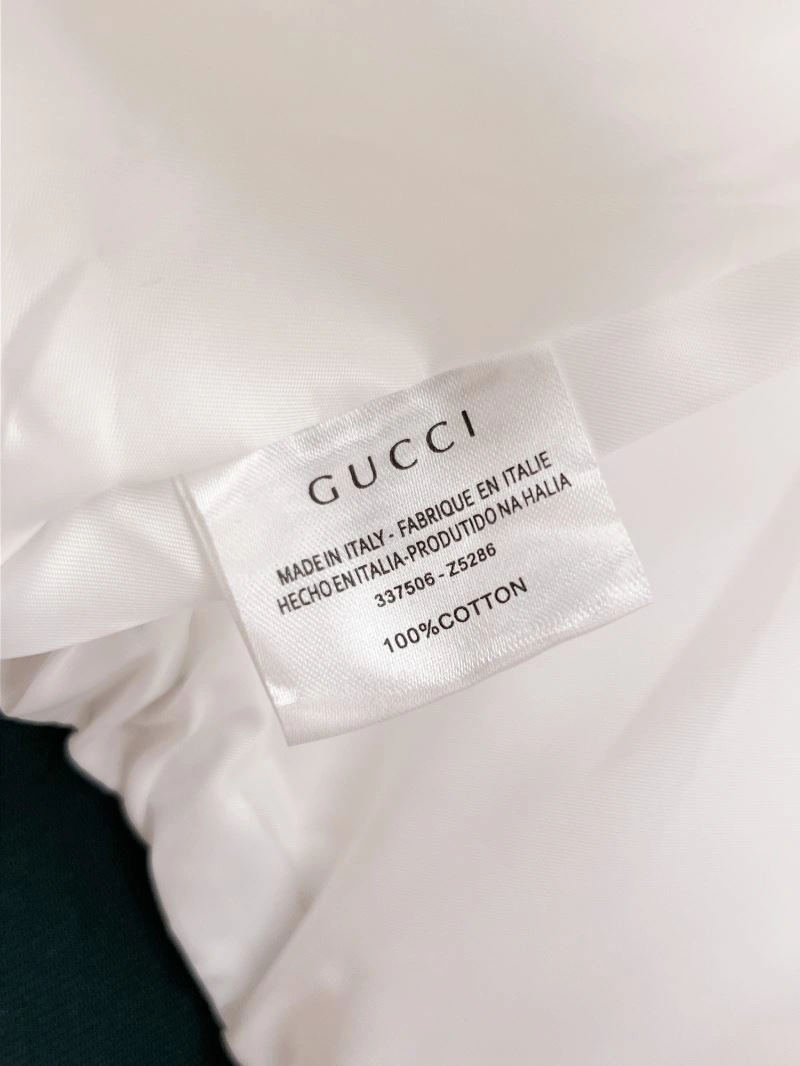 GUCCI
MADE IN ITALY - FABRIQUE EN ITALIE
HECHO EN ITALIA-PRODUTIDO NA HALIA
337506 - Z5286
100%COTTON